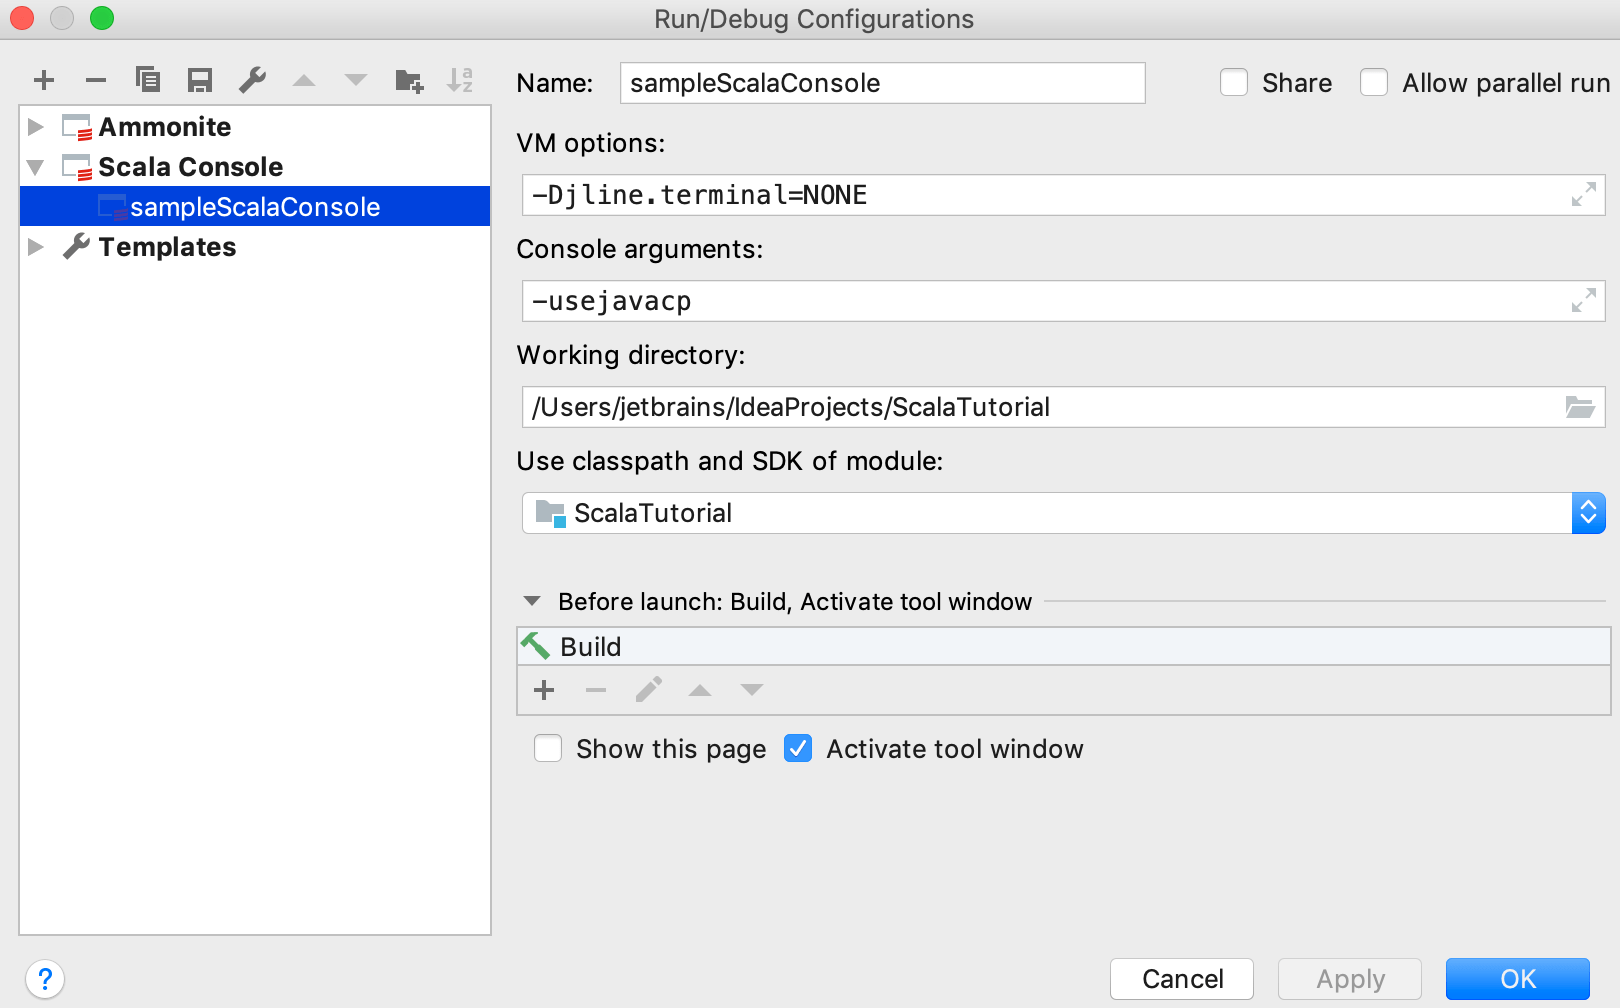 Run/Debug Configurations
Ammonite
Scala Console
sampleScalaConsole
Templates
Name: sampleScalaConsole Share Allow parallel run
VM options:
-Djline.terminal=NONE
Console arguments:
-usejavacp
Working directory:
/Users/jetbrains/IdeaProjects/ScalaTutorial
Use classpath and SDK of module:
ScalaTutorial
Before launch: Build, Activate tool window
Build
Show this page Activate tool window
? Cancel Apply OK